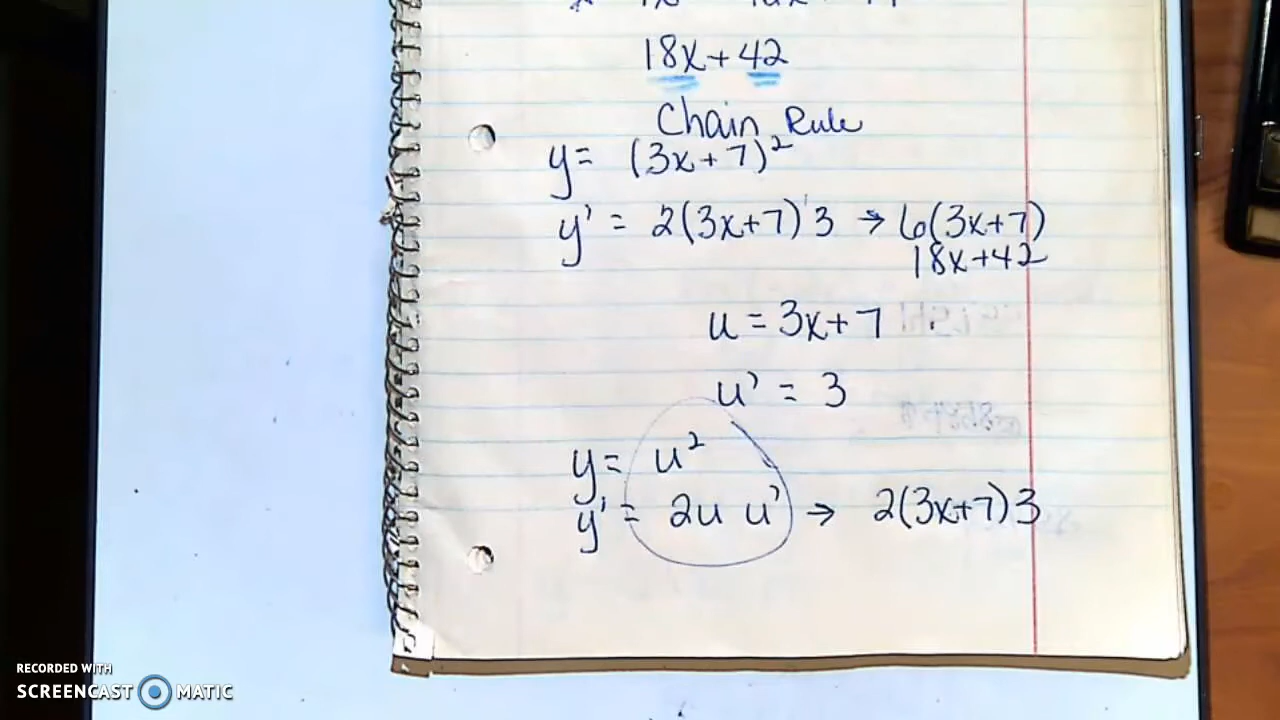 18x + 42
Chain Rule
y = (3x + 7)²
y' = 2(3x+7)'3 → 6(3x+7)
18x+42
u = 3x + 7
u' = 3
y = u²
y' = 2u u' → 2(3x+7)3
RECORDED WITH
SCREENCAST MATIC